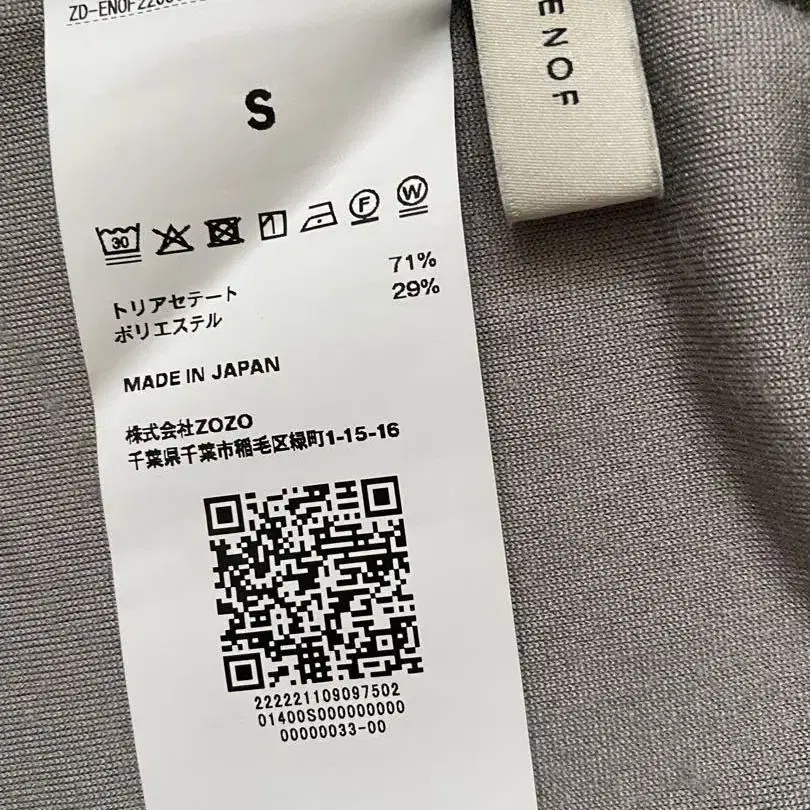 ENOF
S
30
F
W
トリアセテート 71%
ポリエステル 29%
MADE IN JAPAN
株式会社ZOZO
千葉県千葉市稲毛区緑町1-15-16
222221109097502
01400S000000000
00000033-00